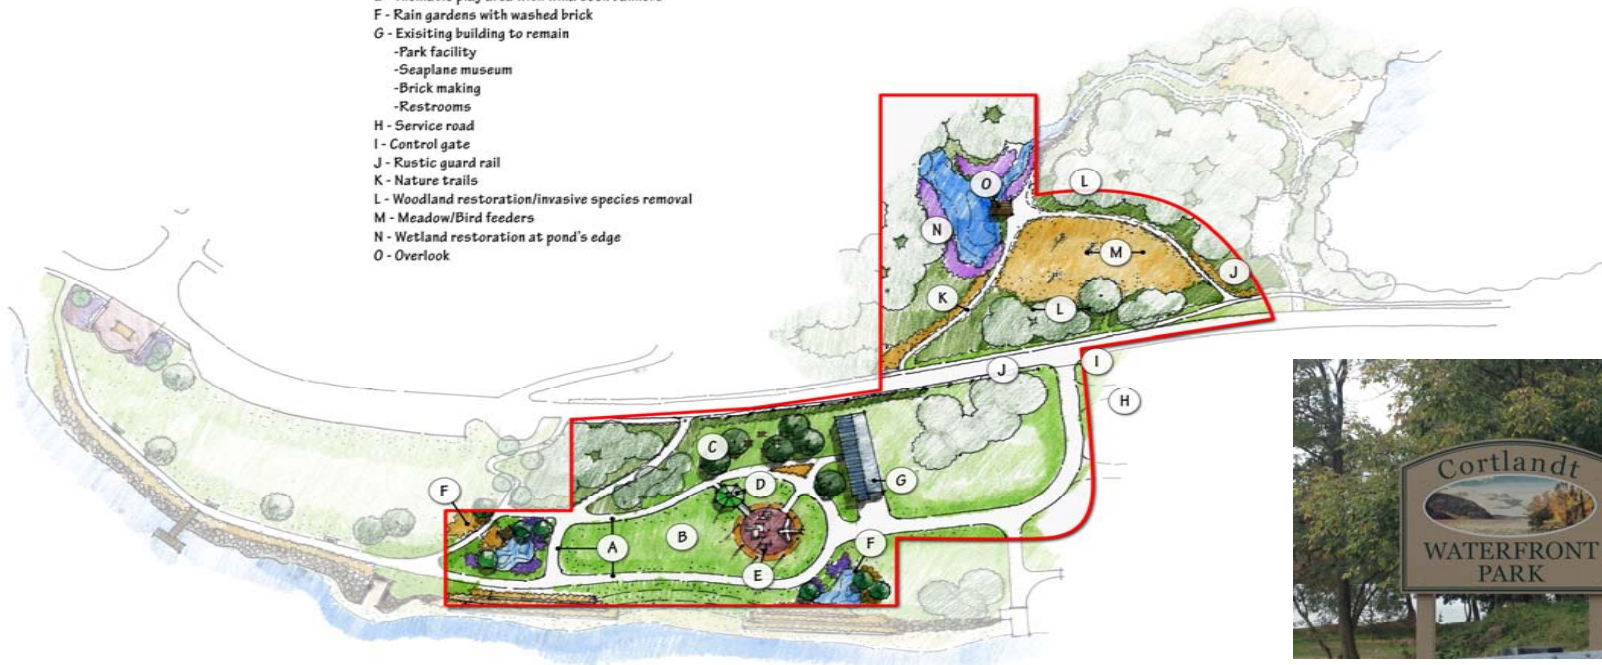 F - Rain gardens with washed brick
G - Exisiting building to remain
-Park facility
-Seaplane museum
-Brick making
-Restrooms
H - Service road
I - Control gate
J - Rustic guard rail
K - Nature trails
L - Woodland restoration/invasive species removal
M - Meadow/Bird feeders
N - Wetland restoration at pond's edge
O - Overlook
O
L
N
M
J
K
L
I
J
H
C
D
G
F
B
A
F
E
Cortlandt
WATERFRONT
PARK